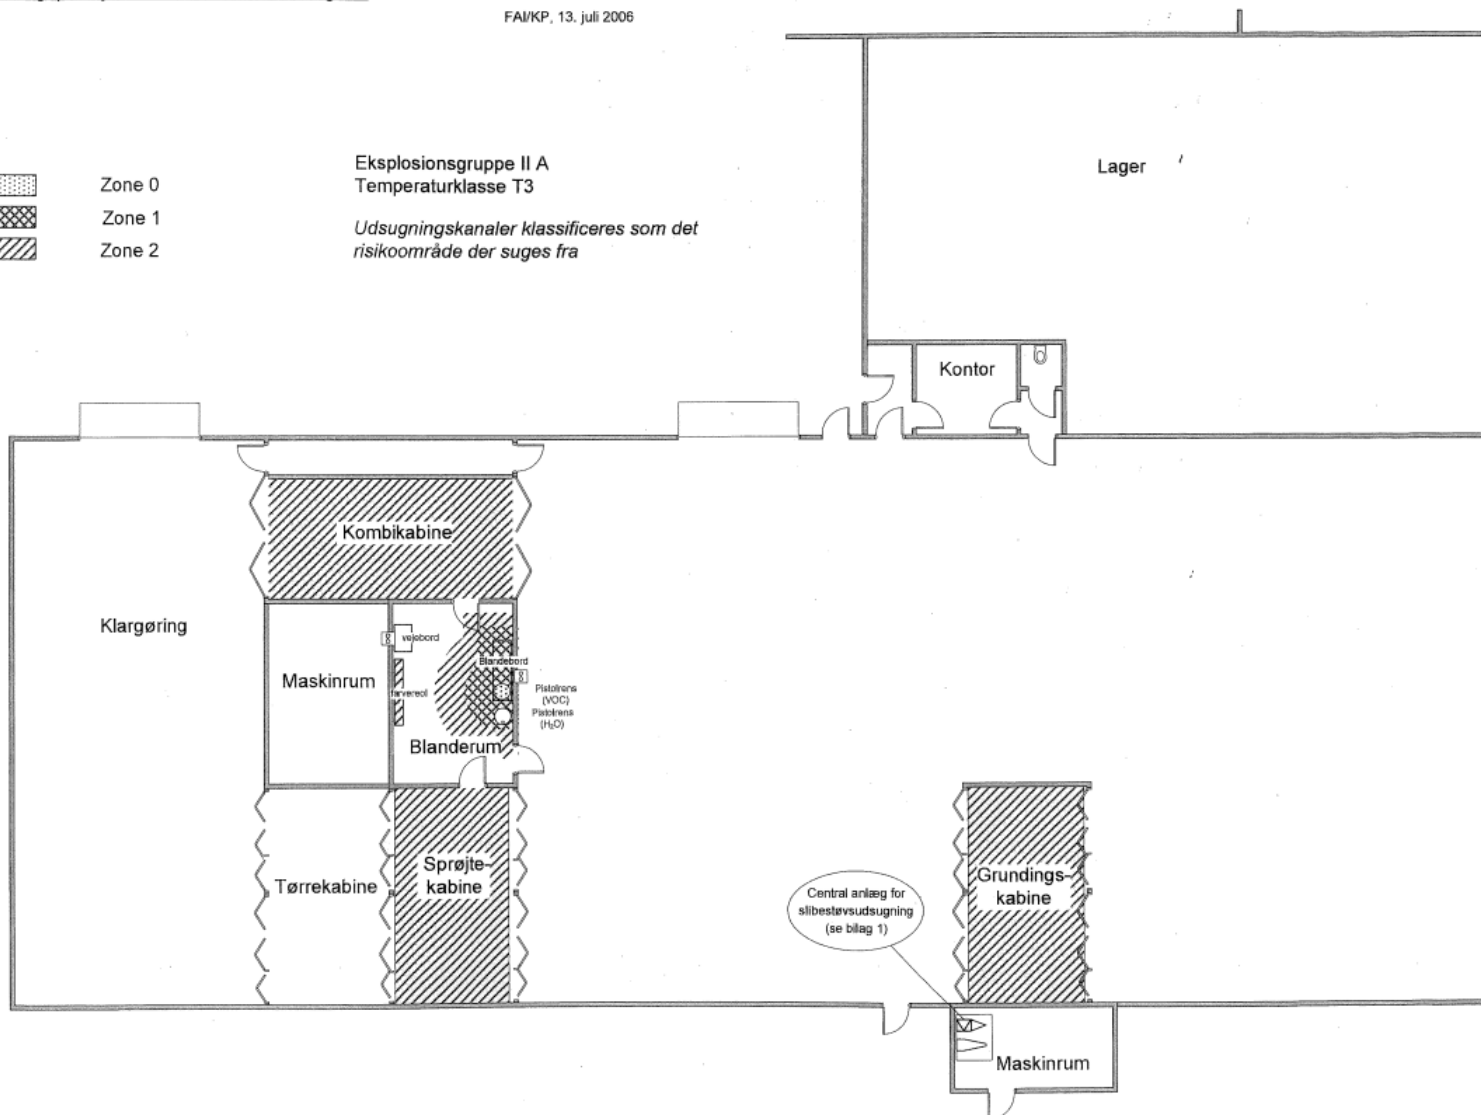 FAI/KP, 13. juli 2006
Zone 0
Zone 1
Zone 2
Eksplosionsgruppe II A
Temperaturklasse T3
Udsugningskanaler klassificeres som det
risikoområde der suges fra
Lager
Kontor
Kombikabine
Klargøring
Maskinrum
vejebord
farvereol
Blandebord
Pistolrens
(VOC)
Pistolrens
(H₂O)
Blanderum
Tørrekabine
Sprøjte-
kabine
Central anlæg for
slibestøvsudsugning
(se bilag 1)
Grundings-
kabine
Maskinrum